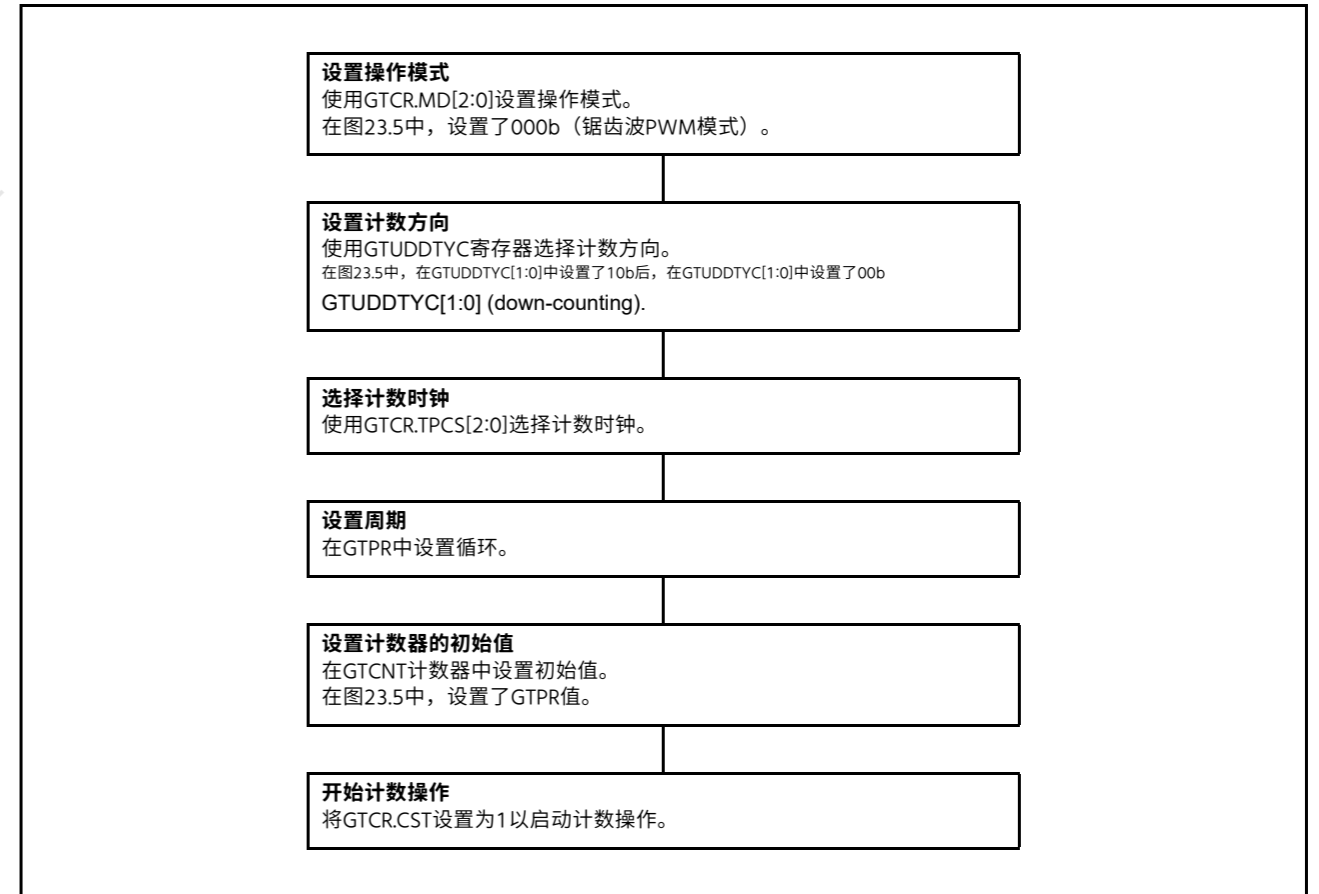 设置操作模式
使用GTCR.MD[2:0]设置操作模式。
在图23.5中，设置了000b（锯齿波PWM模式）。
设置计数方向
使用GTUDDTYC寄存器选择计数方向。
在图23.5中，在GTUDDTYC[1:0]中设置了10b后，在GTUDDTYC[1:0]中设置了00b
GTUDDTYC[1:0] (down-counting).
选择计数时钟
使用GTCR.TPCS[2:0]选择计数时钟。
设置周期
在GTPR中设置循环。
设置计数器的初始值
在GTCNT计数器中设置初始值。
在图23.5中，设置了GTPR值。
开始计数操作
将GTCR.CST设置为1以启动计数操作。